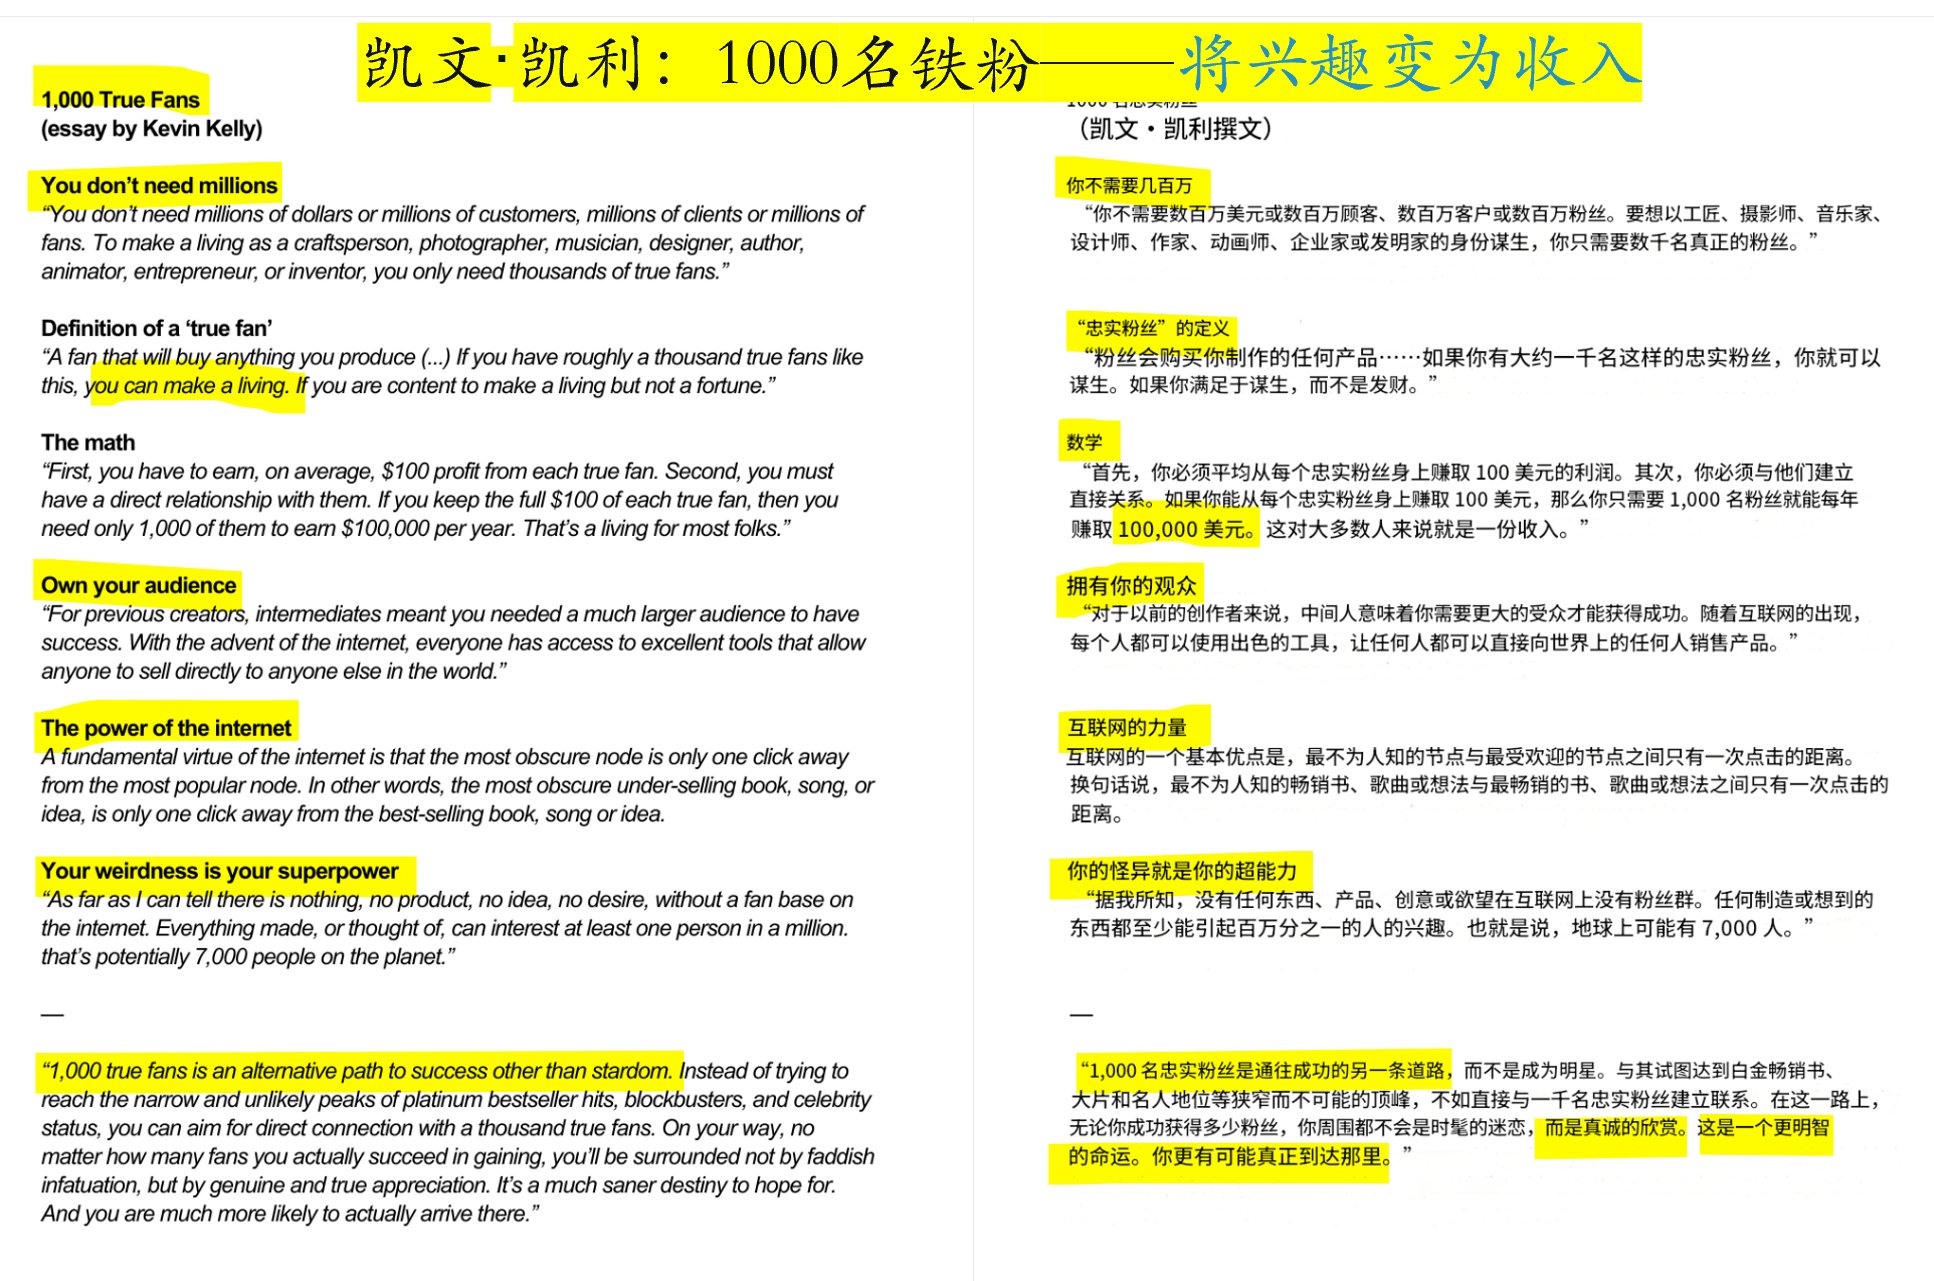 凯文·凯利：1000名铁粉——将兴趣变为收入
1,000 True Fans
(essay by Kevin Kelly)
You don’t need millions
“You don’t need millions of dollars or millions of customers, millions of clients or millions of
fans. To make a living as a craftsperson, photographer, musician, designer, author,
animator, entrepreneur, or inventor, you only need thousands of true fans.”
Definition of a ‘true fan’
“A fan that will buy anything you produce (...) If you have roughly a thousand true fans like
this, you can make a living. If you are content to make a living but not a fortune.”
The math
“First, you have to earn, on average, $100 profit from each true fan. Second, you must
have a direct relationship with them. If you keep the full $100 of each true fan, then you
need only 1,000 of them to earn $100,000 per year. That’s a living for most folks.”
Own your audience
“For previous creators, intermediates meant you needed a much larger audience to have
success. With the advent of the internet, everyone has access to excellent tools that allow
anyone to sell directly to anyone else in the world.”
The power of the internet
A fundamental virtue of the internet is that the most obscure node is only one click away
from the most popular node. In other words, the most obscure under-selling book, song, or
idea, is only one click away from the best-selling book, song or idea.
Your weirdness is your superpower
“As far as I can tell there is nothing, no product, no idea, no desire, without a fan base on
the internet. Everything made, or thought of, can interest at least one person in a million.
that’s potentially 7,000 people on the planet.”
—
“1,000 true fans is an alternative path to success other than stardom. Instead of trying to
reach the narrow and unlikely peaks of platinum bestseller hits, blockbusters, and celebrity
status, you can aim for direct connection with a thousand true fans. On your way, no
matter how many fans you actually succeed in gaining, you’ll be surrounded not by faddish
infatuation, but by genuine and true appreciation. It’s a much saner destiny to hope for.
And you are much more likely to actually arrive there.”
1000 名忠实粉丝
（凯文·凯利撰文）
你不需要几百万
“你不需要数百万美元或数百万顾客、数百万客户或数百万粉丝。要想以工匠、摄影师、音乐家、
设计师、作家、动画师、企业家或发明家的身份谋生，你只需要数千名真正的粉丝。”
“忠实粉丝”的定义
“粉丝会购买你制作的任何产品……如果你有大约一千名这样的忠实粉丝，你就可以
谋生。如果你满足于谋生，而不是发财。”
数学
“首先，你必须平均从每个忠实粉丝身上赚取 100 美元的利润。其次，你必须与他们建立
直接关系。如果你能从每个忠实粉丝身上赚取 100 美元，那么你只需要 1,000 名粉丝就能每年
赚取 100,000 美元。这对大多数人来说就是一份收入。”
拥有你的观众
“对于以前的创作者来说，中间人意味着你需要更大的受众才能获得成功。随着互联网的出现，
每个人都可以使用出色的工具，让任何人都可以直接向世界上的任何人销售产品。”
互联网的力量
互联网的一个基本优点是，最不为人知的节点与最受欢迎的节点之间只有一次点击的距离。
换句话说，最不为人知的畅销书、歌曲或想法与最畅销的书、歌曲或想法之间只有一次点击的
距离。
你的怪异就是你的超能力
“据我所知，没有任何东西、产品、创意或欲望在互联网上没有粉丝群。任何制造或想到的
东西都至少能引起百万分之一的人的兴趣。也就是说，地球上可能有 7,000 人。”
—
“1,000 名忠实粉丝是通往成功的另一条道路，而不是成为明星。与其试图达到白金畅销书、
大片和名人地位等狭窄而不可能的顶峰，不如直接与一千名忠实粉丝建立联系。在这一路上，
无论你成功获得多少粉丝，你周围都不会是时髦的迷恋，而是真诚的欣赏。这是一个更明智
的命运。你更有可能真正到达那里。”